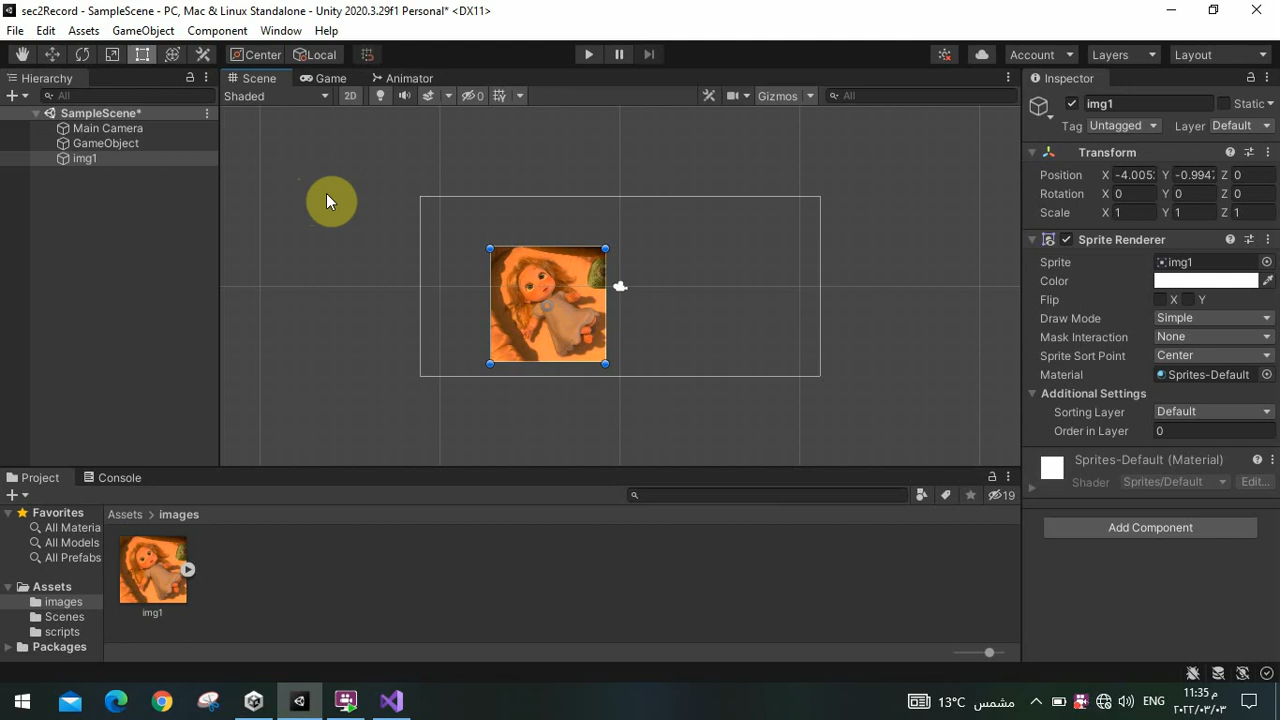 sec2Record - SampleScene - PC, Mac & Linux Standalone - Unity 2020.3.29f1 Personal* <DX11>
File Edit Assets GameObject Component Window Help
Center Local Account Layers Layout
Hierarchy
All
SampleScene*
Main Camera
GameObject
img1
Scene Game Animator
Shaded 2D 0 Gizmos All
Inspector
img1 Static
Tag Untagged Layer Default
Transform
Position X -4.005 Y -0.994 Z 0
Rotation X 0 Y 0 Z 0
Scale X 1 Y 1 Z 1
Sprite Renderer
Sprite img1
Color
Flip X Y
Draw Mode Simple
Mask Interaction None
Sprite Sort Point Center
Material Sprites-Default
Additional Settings
Sorting Layer Default
Order in Layer 0
Sprites-Default (Material)
Shader Sprites/Default Edit...
Add Component
Project Console
19
Favorites
All Materia
All Models
All Prefabs
Assets
images
Scenes
scripts
Packages
Assets > images
img1
13°C مشمس ENG
11:35 م
٢٠٢٢/٠٣/٠٣